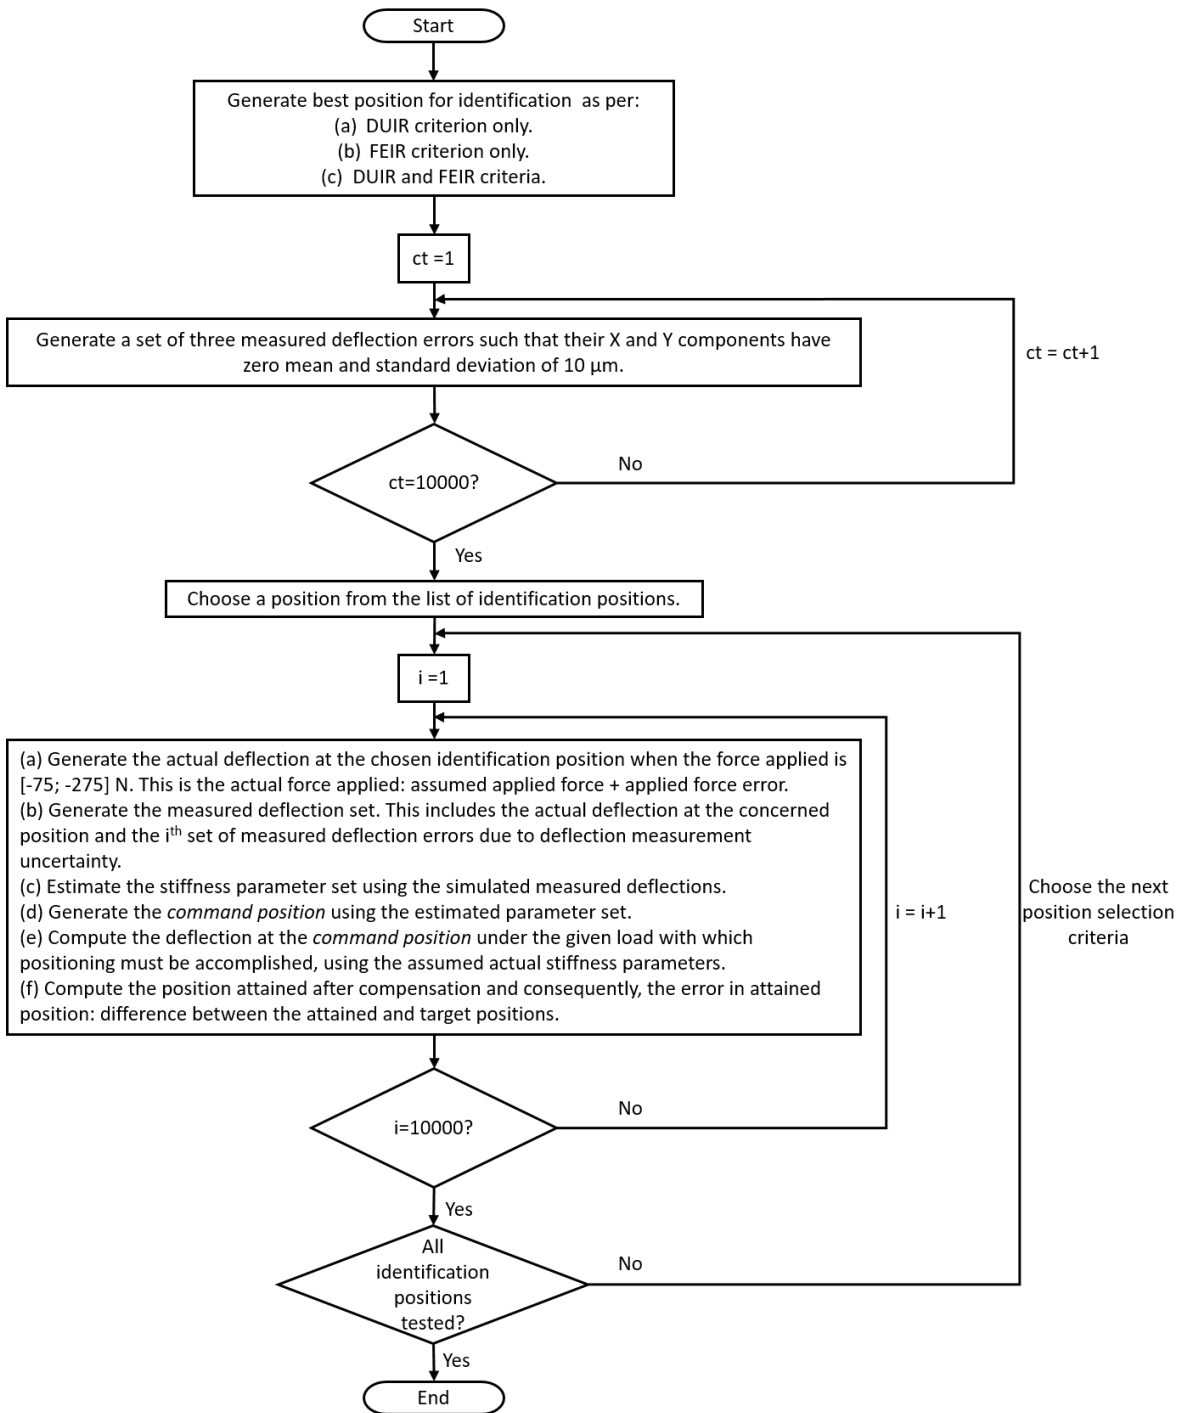 Start
Generate best position for identification as per:
(a) DUIR criterion only.
(b) FEIR criterion only.
(c) DUIR and FEIR criteria.
ct =1
Generate a set of three measured deflection errors such that their X and Y components have
zero mean and standard deviation of 10 µm.
ct = ct+1
ct=10000?
No
Yes
Choose a position from the list of identification positions.
i =1
(a) Generate the actual deflection at the chosen identification position when the force applied is
[-75; -275] N. This is the actual force applied: assumed applied force + applied force error.
(b) Generate the measured deflection set. This includes the actual deflection at the concerned
position and the iᵗʰ set of measured deflection errors due to deflection measurement
uncertainty.
(c) Estimate the stiffness parameter set using the simulated measured deflections.
(d) Generate the command position using the estimated parameter set.
(e) Compute the deflection at the command position under the given load with which
positioning must be accomplished, using the assumed actual stiffness parameters.
(f) Compute the position attained after compensation and consequently, the error in attained
position: difference between the attained and target positions.
i = i+1
Choose the next
position selection
criteria
i=10000?
No
Yes
All
identification
positions
tested?
No
Yes
End